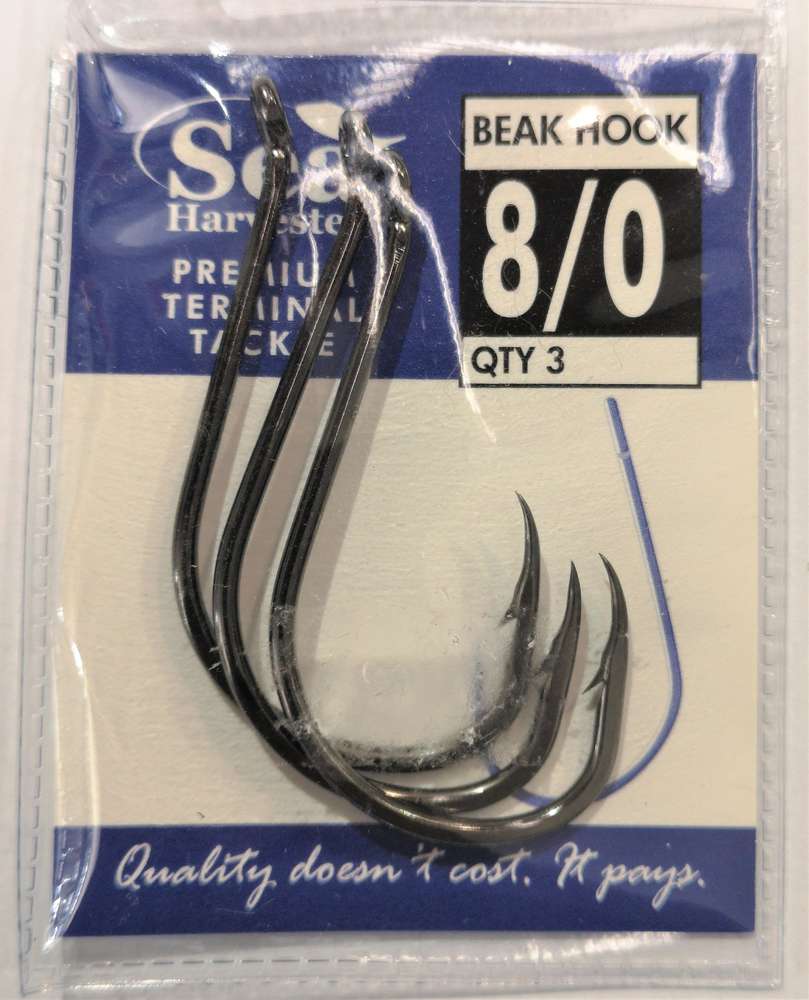 Sea
Harvester
PREMIUM
TERMINAL
TACKLE
BEAK HOOK
8/0
QTY 3
Quality doesn't cost. It pays.